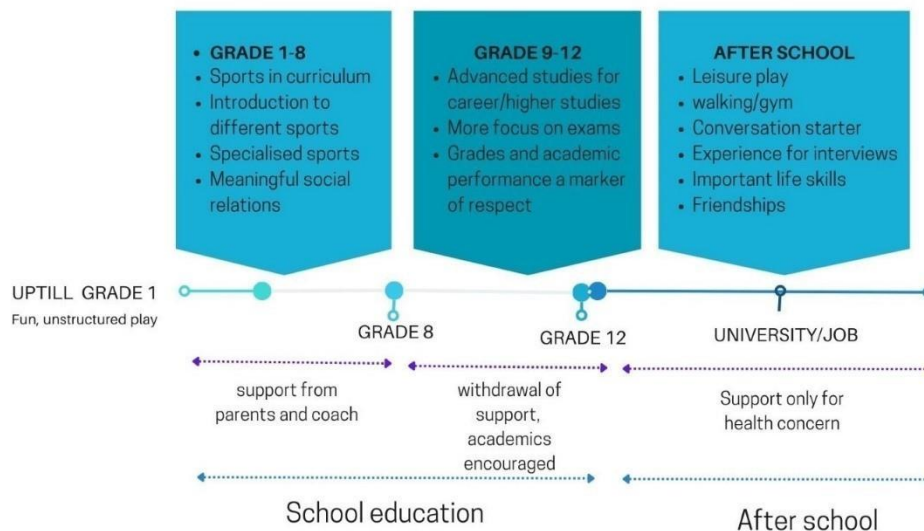 • GRADE 1-8
• Sports in curriculum
• Introduction to
different sports
• Specialised sports
• Meaningful social
relations
GRADE 9-12
• Advanced studies for
career/higher studies
• More focus on exams
• Grades and academic
performance a marker
of respect
AFTER SCHOOL
• Leisure play
• walking/gym
• Conversation starter
• Experience for interviews
• Important life skills
• Friendships
UPTILL GRADE 1
Fun, unstructured play
GRADE 8
GRADE 12
UNIVERSITY/JOB
support from
parents and coach
withdrawal of
support,
academics
encouraged
Support only for
health concern
School education
After school